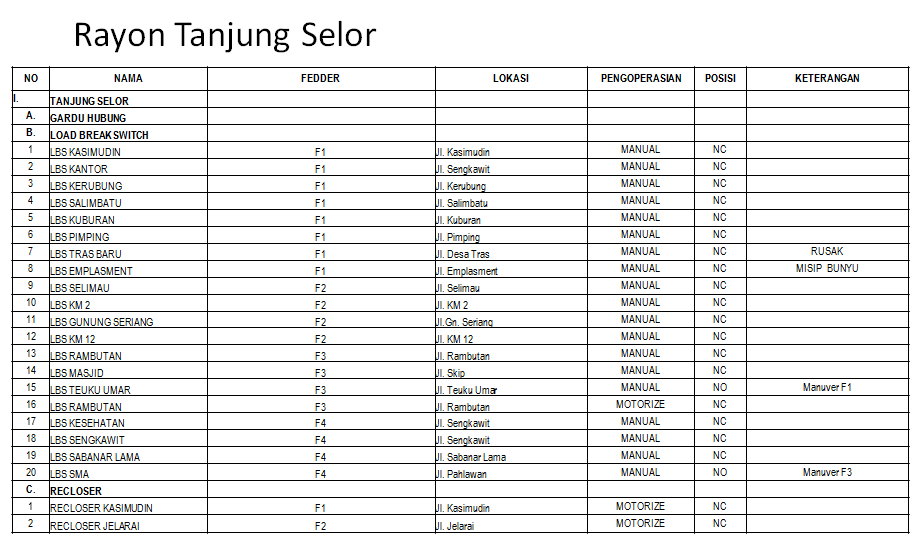 Rayon Tanjung Selor
NO NAMA FEDDER LOKASI PENGOPERASIAN POSISI KETERANGAN
I. TANJUNG SELOR
A. GARDU HUBUNG
B. LOAD BREAK SWITCH
1 LBS KASIMUDIN F1 Jl. Kasimudin MANUAL NC
2 LBS KANTOR F1 Jl. Sengkawit MANUAL NC
3 LBS KERUBUNG F1 Jl. Kerubung MANUAL NC
4 LBS SALIMBATU F1 Jl. Salimbatu MANUAL NC
5 LBS KUBURAN F1 Jl. Kuburan MANUAL NC
6 LBS PIMPING F1 Jl. Pimping MANUAL NC
7 LBS TRAS BARU F1 Jl. Desa Tras MANUAL NC RUSAK
8 LBS EMPLASMENT F1 Jl. Emplasment MANUAL NC MISIP BUNYU
9 LBS SELIMAU F2 Jl. Selimau MANUAL NC
10 LBS KM 2 F2 Jl. KM 2 MANUAL NC
11 LBS GUNUNG SERIANG F2 Jl.Gn. Seriang MANUAL NC
12 LBS KM 12 F2 Jl. KM 12 MANUAL NC
13 LBS RAMBUTAN F3 Jl. Rambutan MANUAL NC
14 LBS MASJID F3 Jl. Skip MANUAL NC
15 LBS TEUKU UMAR F3 Jl. Teuku Umar MANUAL NO Manuver F1
16 LBS RAMBUTAN F3 Jl. Rambutan MOTORIZE NC
17 LBS KESEHATAN F4 Jl. Sengkawit MANUAL NC
18 LBS SENGKAWIT F4 Jl. Sengkawit MANUAL NC
19 LBS SABANAR LAMA F4 Jl. Sabanar Lama MANUAL NC
20 LBS SMA F4 Jl. Pahlawan MANUAL NO Manuver F3
C. RECLOSER
1 RECLOSER KASIMUDIN F1 Jl. Kasimudin MOTORIZE NC
2 RECLOSER JELARAI F2 Jl. Jelarai MOTORIZE NC